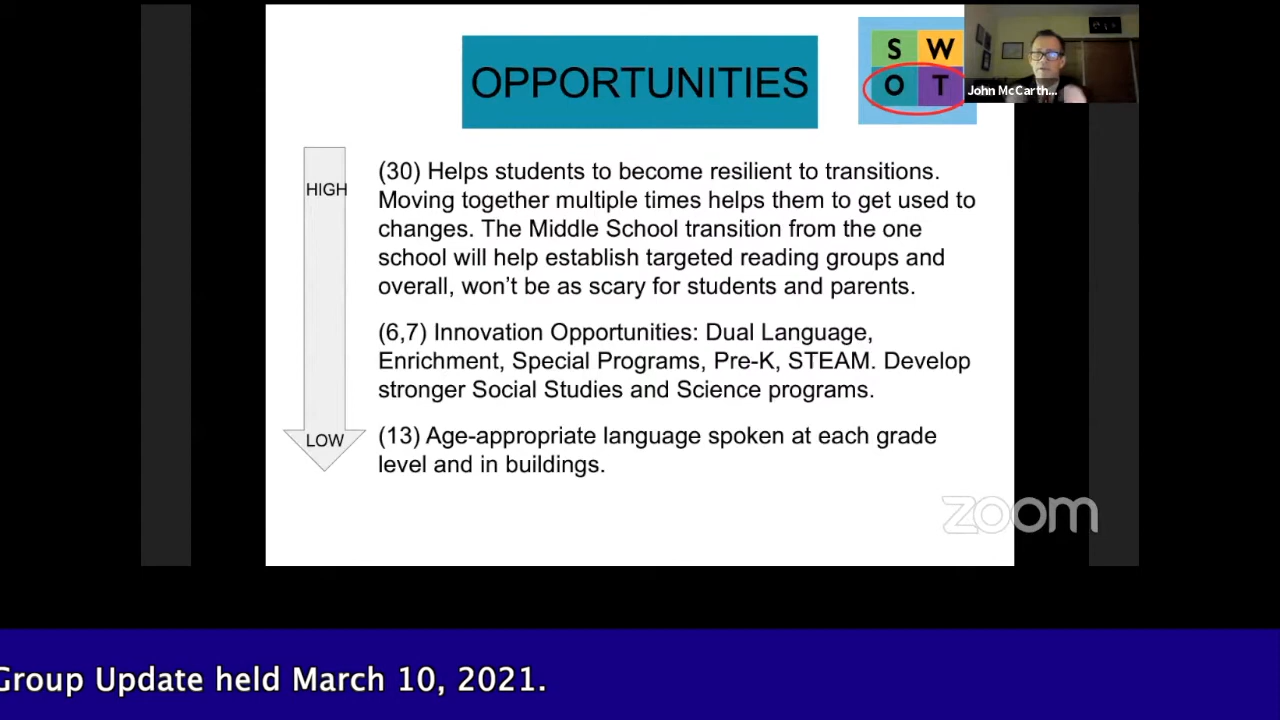 OPPORTUNITIES
S W
O T
John McCarth...
HIGH
(30) Helps students to become resilient to transitions.
Moving together multiple times helps them to get used to
changes. The Middle School transition from the one
school will help establish targeted reading groups and
overall, won't be as scary for students and parents.
(6,7) Innovation Opportunities: Dual Language,
Enrichment, Special Programs, Pre-K, STEAM. Develop
stronger Social Studies and Science programs.
LOW
(13) Age-appropriate language spoken at each grade
level and in buildings.
zoom
Group Update held March 10, 2021.